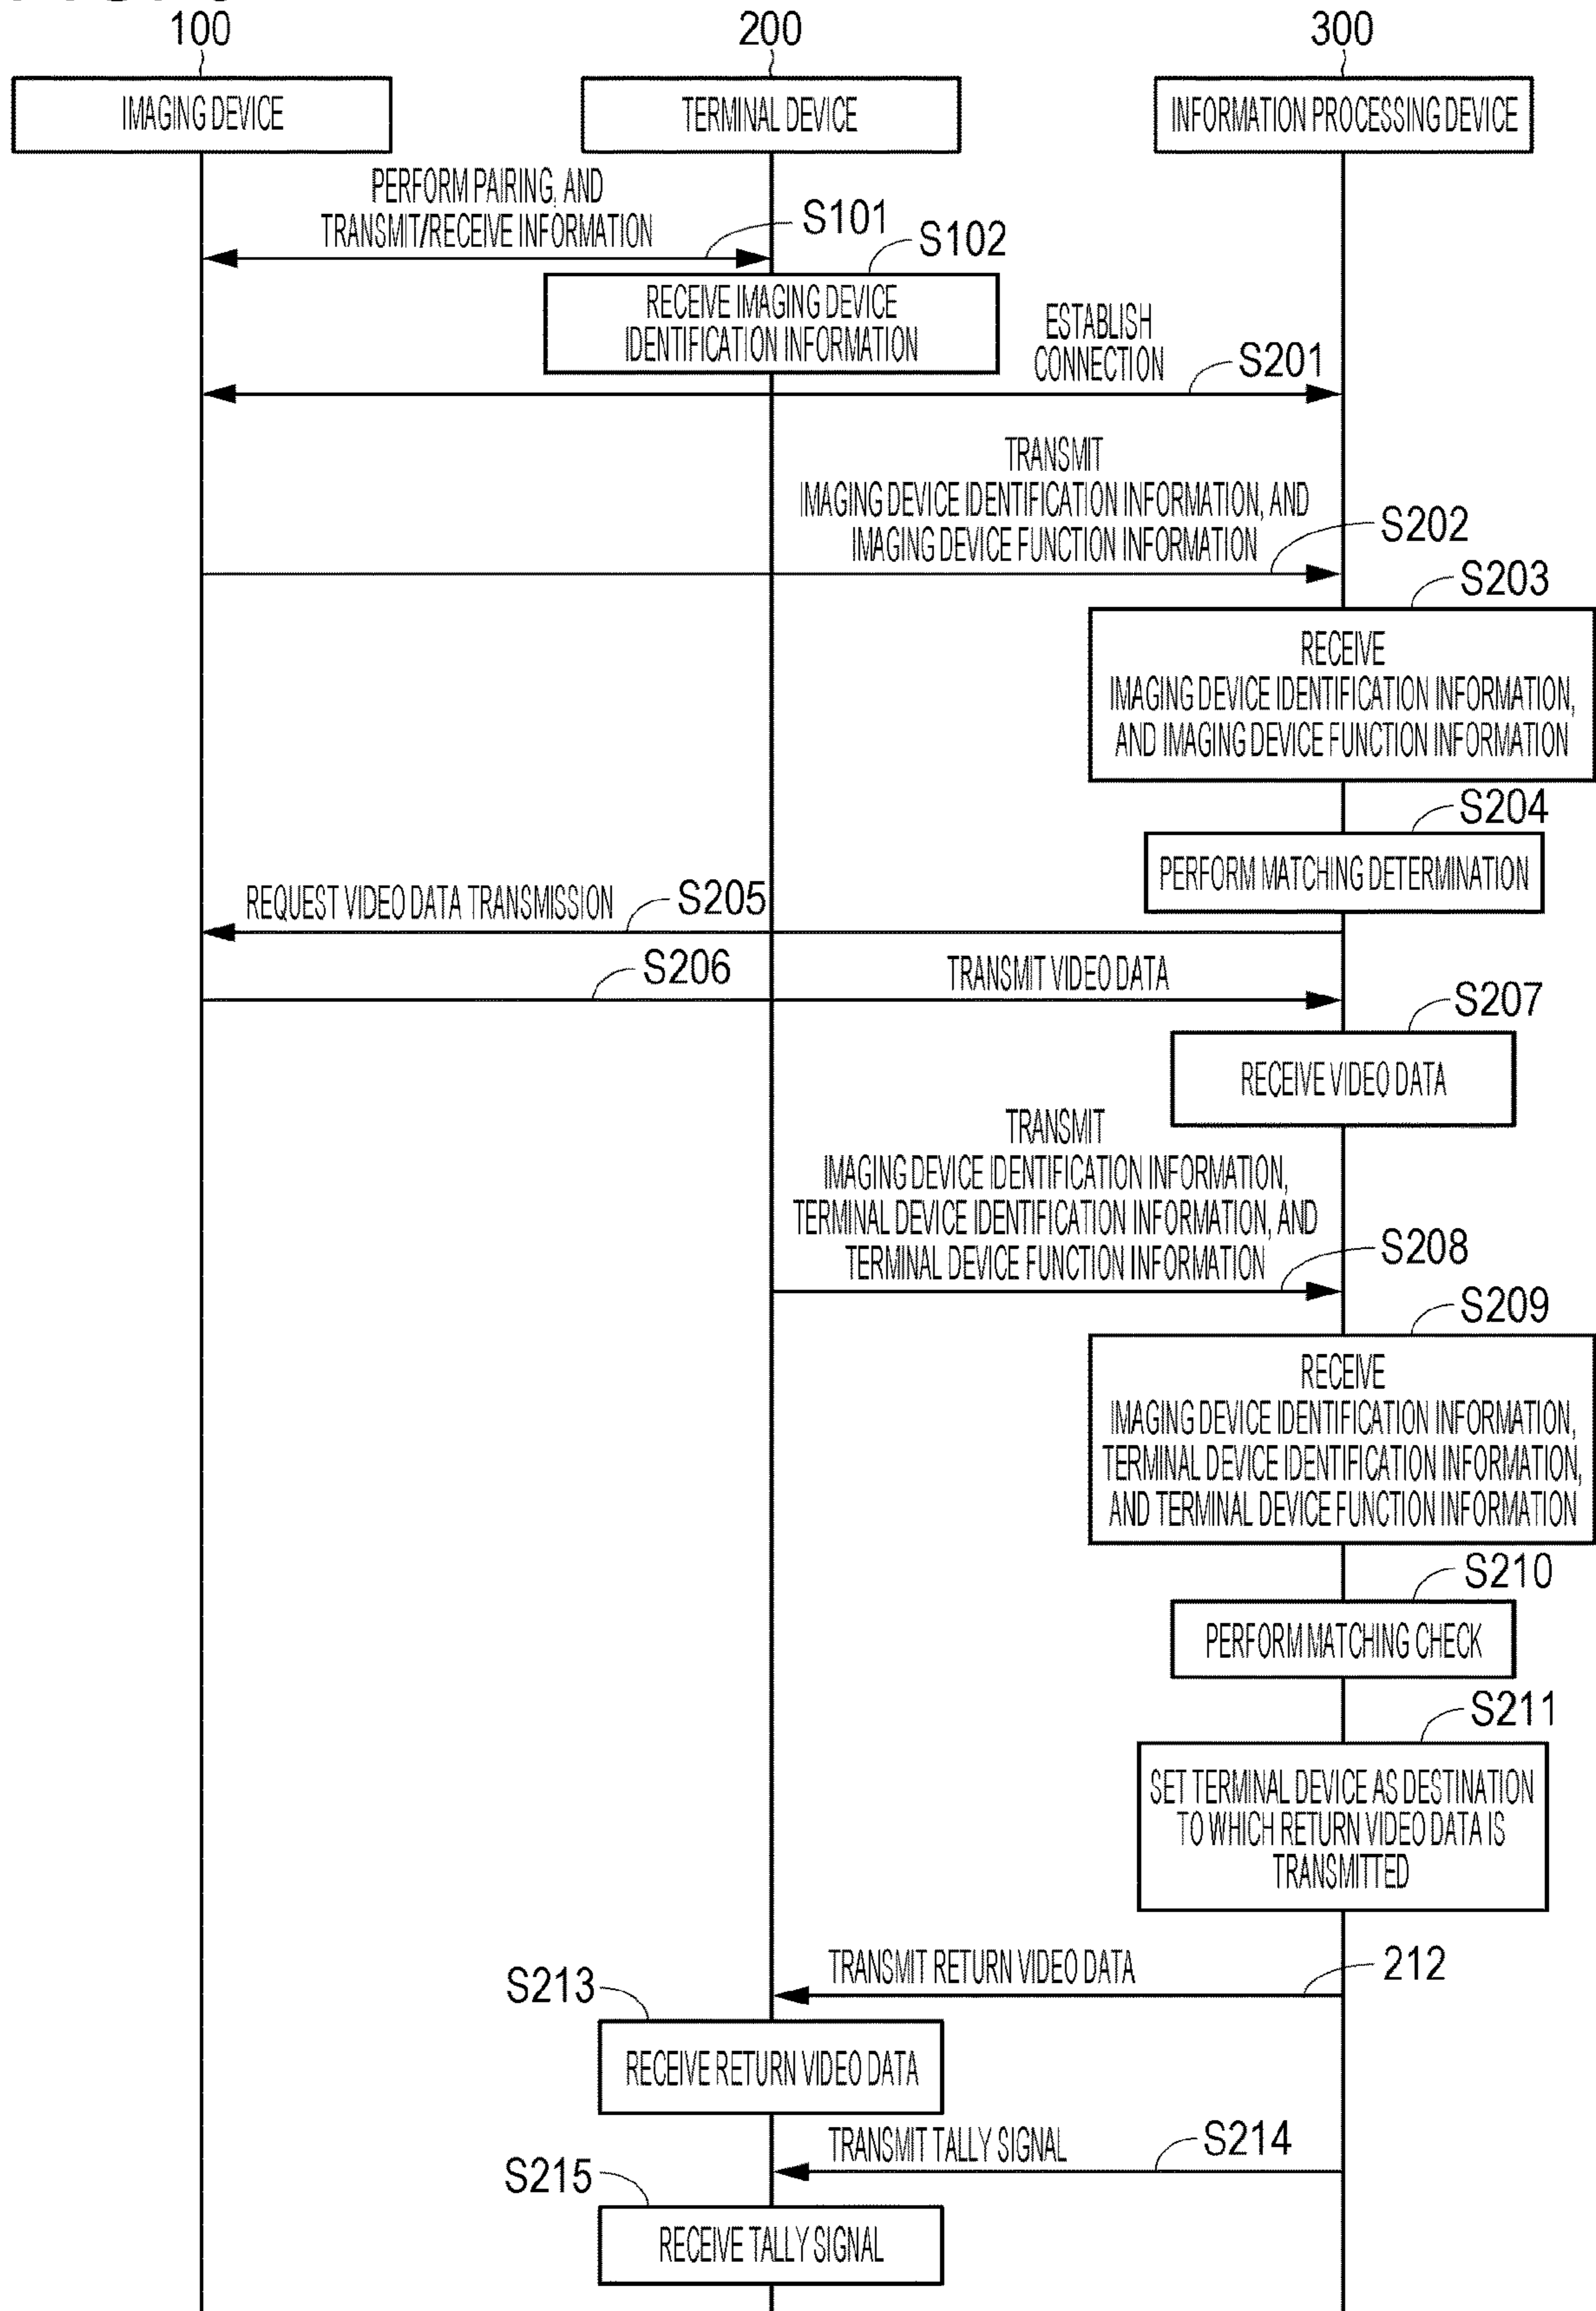 100
200
300
IMAGING DEVICE
TERMINAL DEVICE
INFORMATION PROCESSING DEVICE
PERFORM PAIRING, AND
TRANSMIT/RECEIVE INFORMATION
S101
S102
RECEIVE IMAGING DEVICE
IDENTIFICATION INFORMATION
ESTABLISH
CONNECTION
S201
TRANSMIT
IMAGING DEVICE IDENTIFICATION INFORMATION, AND
IMAGING DEVICE FUNCTION INFORMATION
S202
S203
RECEIVE
IMAGING DEVICE IDENTIFICATION INFORMATION,
AND IMAGING DEVICE FUNCTION INFORMATION
S204
PERFORM MATCHING DETERMINATION
REQUEST VIDEO DATA TRANSMISSION
S205
S206
TRANSMIT VIDEO DATA
S207
RECEIVE VIDEO DATA
TRANSMIT
IMAGING DEVICE IDENTIFICATION INFORMATION,
TERMINAL DEVICE IDENTIFICATION INFORMATION, AND
TERMINAL DEVICE FUNCTION INFORMATION
S208
S209
RECEIVE
IMAGING DEVICE IDENTIFICATION INFORMATION,
TERMINAL DEVICE IDENTIFICATION INFORMATION,
AND TERMINAL DEVICE FUNCTION INFORMATION
S210
PERFORM MATCHING CHECK
S211
SET TERMINAL DEVICE AS DESTINATION
TO WHICH RETURN VIDEO DATA IS
TRANSMITTED
TRANSMIT RETURN VIDEO DATA
212
S213
RECEIVE RETURN VIDEO DATA
TRANSMIT TALLY SIGNAL
S214
S215
RECEIVE TALLY SIGNAL